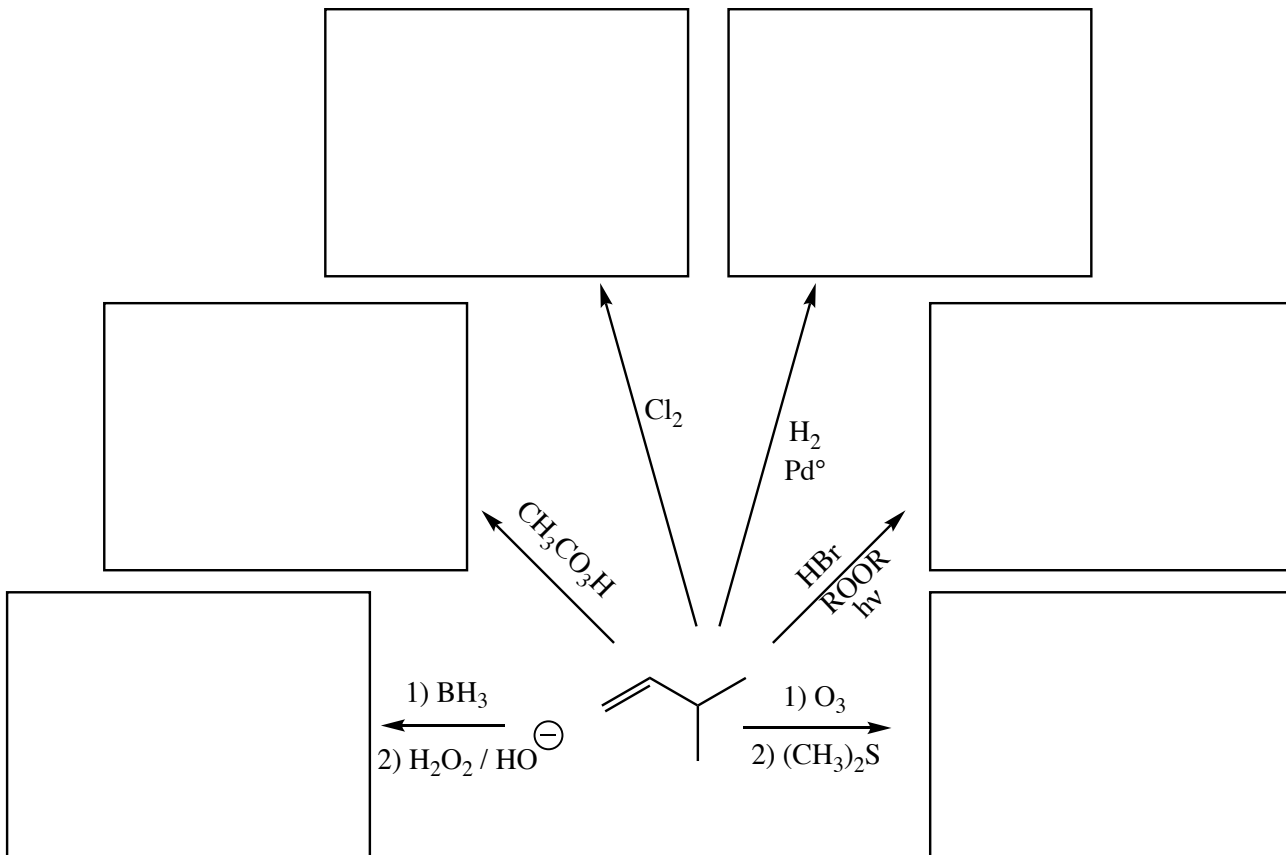 Cl₂
H₂
Pd°
CH₃CO₃H
HBr
ROOR
hν
1) BH₃
2) H₂O₂ / HO⊖
1) O₃
2) (CH₃)₂S